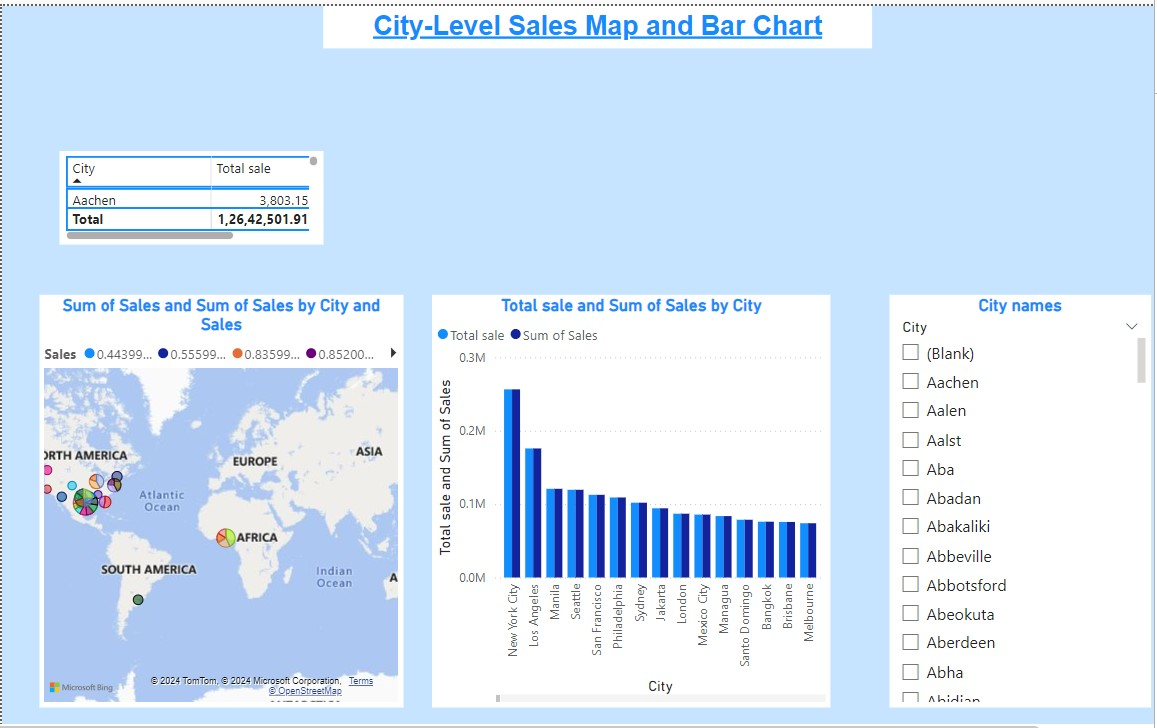 City-Level Sales Map and Bar Chart
City Total sale
Aachen 3,803.15
Total 1,26,42,501.91
Sum of Sales and Sum of Sales by City and
Sales
Sales 0.44399... 0.55599... 0.83599... 0.85200...
ORTH AMERICA
EUROPE
ASIA
Atlantic
Ocean
AFRICA
SOUTH AMERICA
Indian
Ocean
A
Microsoft Bing
© 2024 TomTom, © 2024 Microsoft Corporation, Terms
© OpenStreetMap
Total sale and Sum of Sales by City
Total sale Sum of Sales
Total sale and Sum of Sales
0.3M
0.2M
0.1M
0.0M
New York City
Los Angeles
Manila
Seattle
San Francisco
Philadelphia
Sydney
Jakarta
London
Mexico City
Managua
Santo Domingo
Bangkok
Brisbane
Melbourne
City
City names
City
(Blank)
Aachen
Aalen
Aalst
Aba
Abadan
Abakaliki
Abbeville
Abbotsford
Abeokuta
Aberdeen
Abha